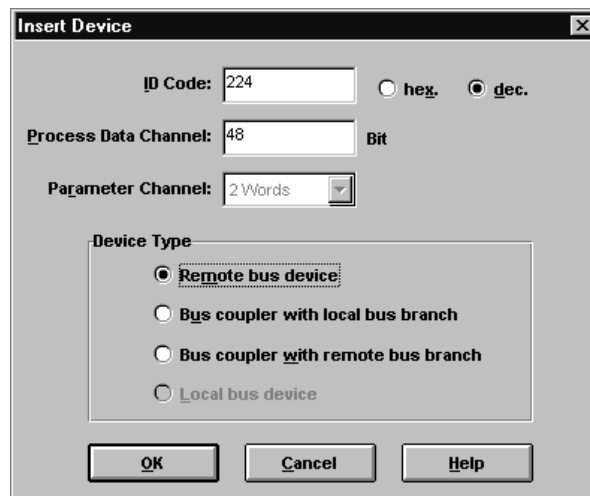 Insert Device
ID Code: 224 hex. dec.
Process Data Channel: 48 Bit
Parameter Channel: 2 Words
Device Type
Remote bus device
Bus coupler with local bus branch
Bus coupler with remote bus branch
Local bus device
OK Cancel Help